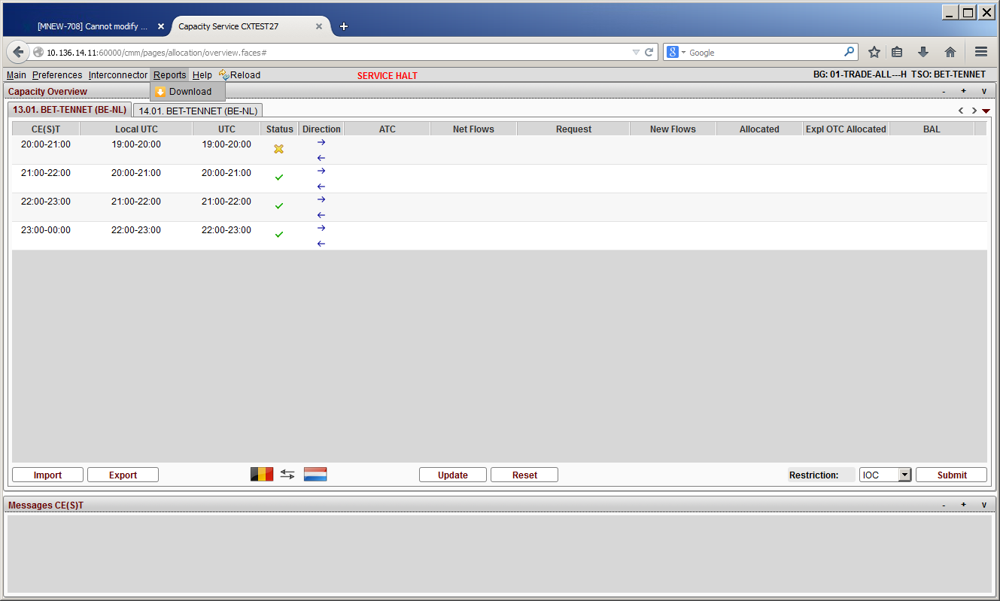 [MNEW-708] Cannot modify ...
Capacity Service CXTEST27
10.136.14.11:60000/cmm/pages/allocation/overview.faces#
Google
Main Preferences Interconnector Reports Help Reload SERVICE HALT BG: 01-TRADE-ALL---H TSO: BET-TENNET
Download
Capacity Overview - + v
13.01. BET-TENNET (BE-NL) 14.01. BET-TENNET (BE-NL)
CE(S)T Local UTC UTC Status Direction ATC Net Flows Request New Flows Allocated Expl OTC Allocated BAL
20:00-21:00 19:00-20:00 19:00-20:00
21:00-22:00 20:00-21:00 20:00-21:00
22:00-23:00 21:00-22:00 21:00-22:00
23:00-00:00 22:00-23:00 22:00-23:00
Import Export Update Reset Restriction: IOC Submit
Messages CE(S)T - + v